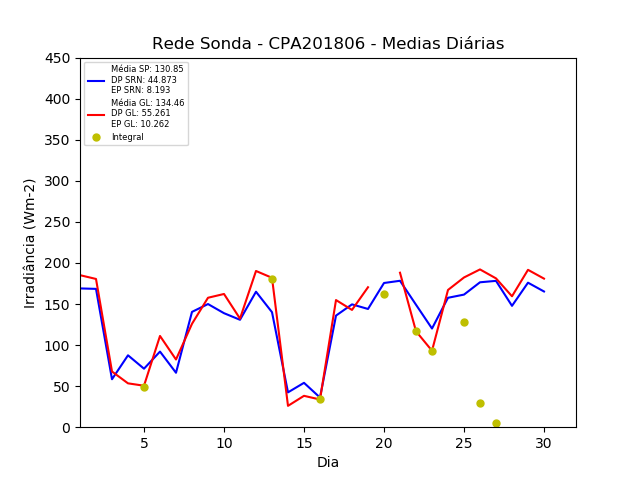 Rede Sonda - CPA201806 - Medias Diárias
450
400
350
300
250
200
150
100
50
0
Irradiância (Wm-2)
Média SP: 130.85
DP SRN: 44.873
EP SRN: 8.193
Média GL: 134.46
DP GL: 55.261
EP GL: 10.262
Integral
5
10
15
20
25
30
Dia